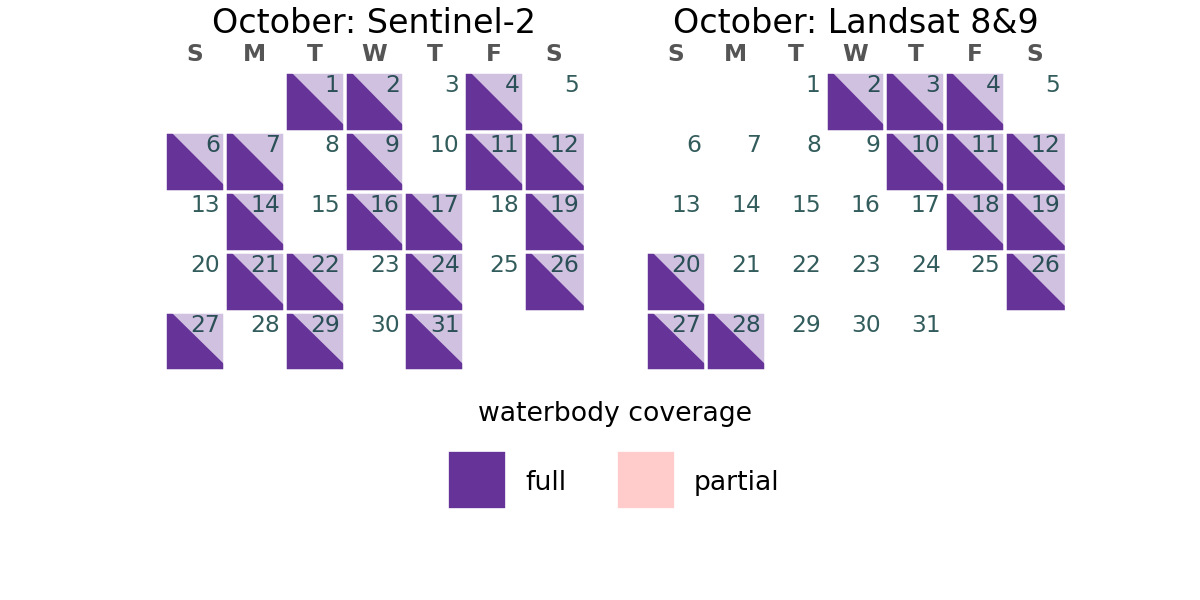 October: Sentinel-2
S M T W T F S
1 2 3 4 5
6 7 8 9 10 11 12
13 14 15 16 17 18 19
20 21 22 23 24 25 26
27 28 29 30 31
October: Landsat 8&9
S M T W T F S
1 2 3 4 5
6 7 8 9 10 11 12
13 14 15 16 17 18 19
20 21 22 23 24 25 26
27 28 29 30 31
waterbody coverage
full partial